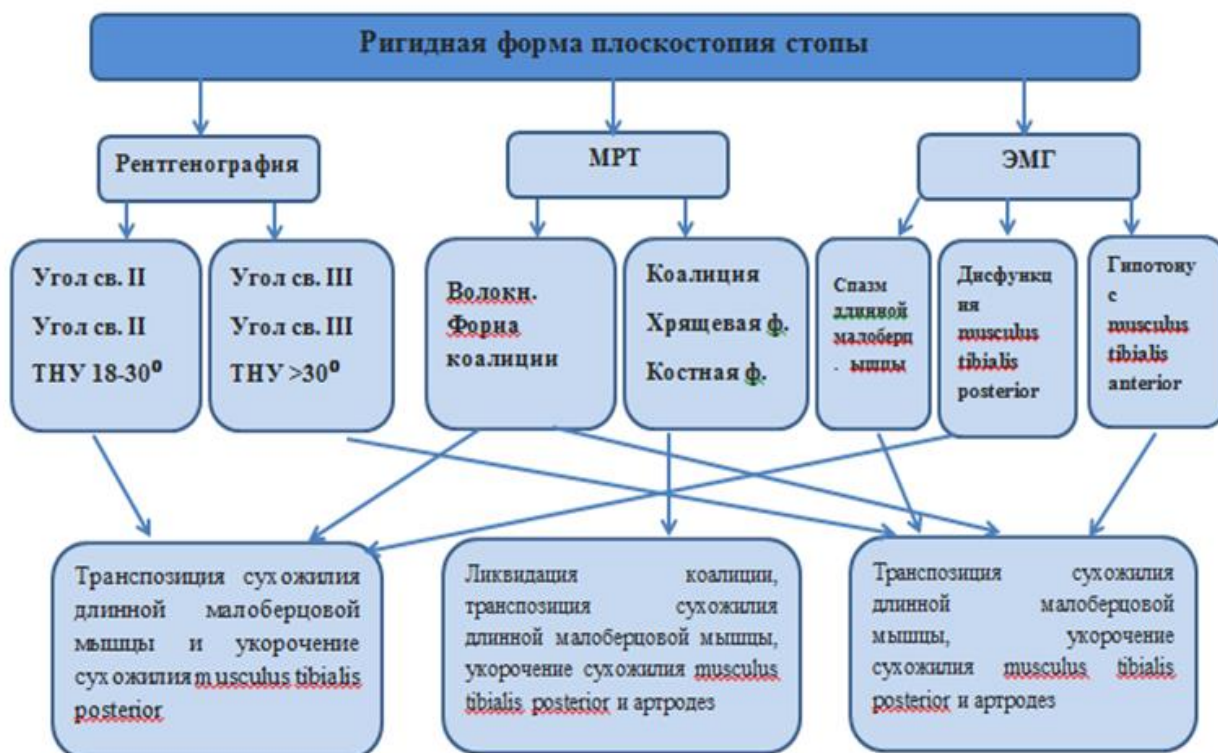 Ригидная форма плоскостопия стопы
Рентгенография
МРТ
ЭМГ
Угол св. II
Угол св. II
ТНУ 18-30⁰
Угол св. III
Угол св. III
ТНУ >30⁰
Волокн.
Форма
коалиции
Коалиция
Хрящевая ф.
Костная ф.
Спазм
длинной
малоберц
. ышцы
Дисфункц
ия
musculus
tibialis
posterior
Гипотону
с
musculus
tibialis
anterior
Транспозиция сухожилия
длинной малоберцовой
мышцы и укорочение
сухожилия musculus tibialis
posterior
Ликвидация коалиции,
транспозиция сухожилия
длинной малоберцовой мышцы,
укорочение сухожилия musculus
tibialis posterior и артродез
Транспозиция сухожилия
длинной малоберцовой
мышцы, укорочение
сухожилия musculus tibialis
posterior и артродез